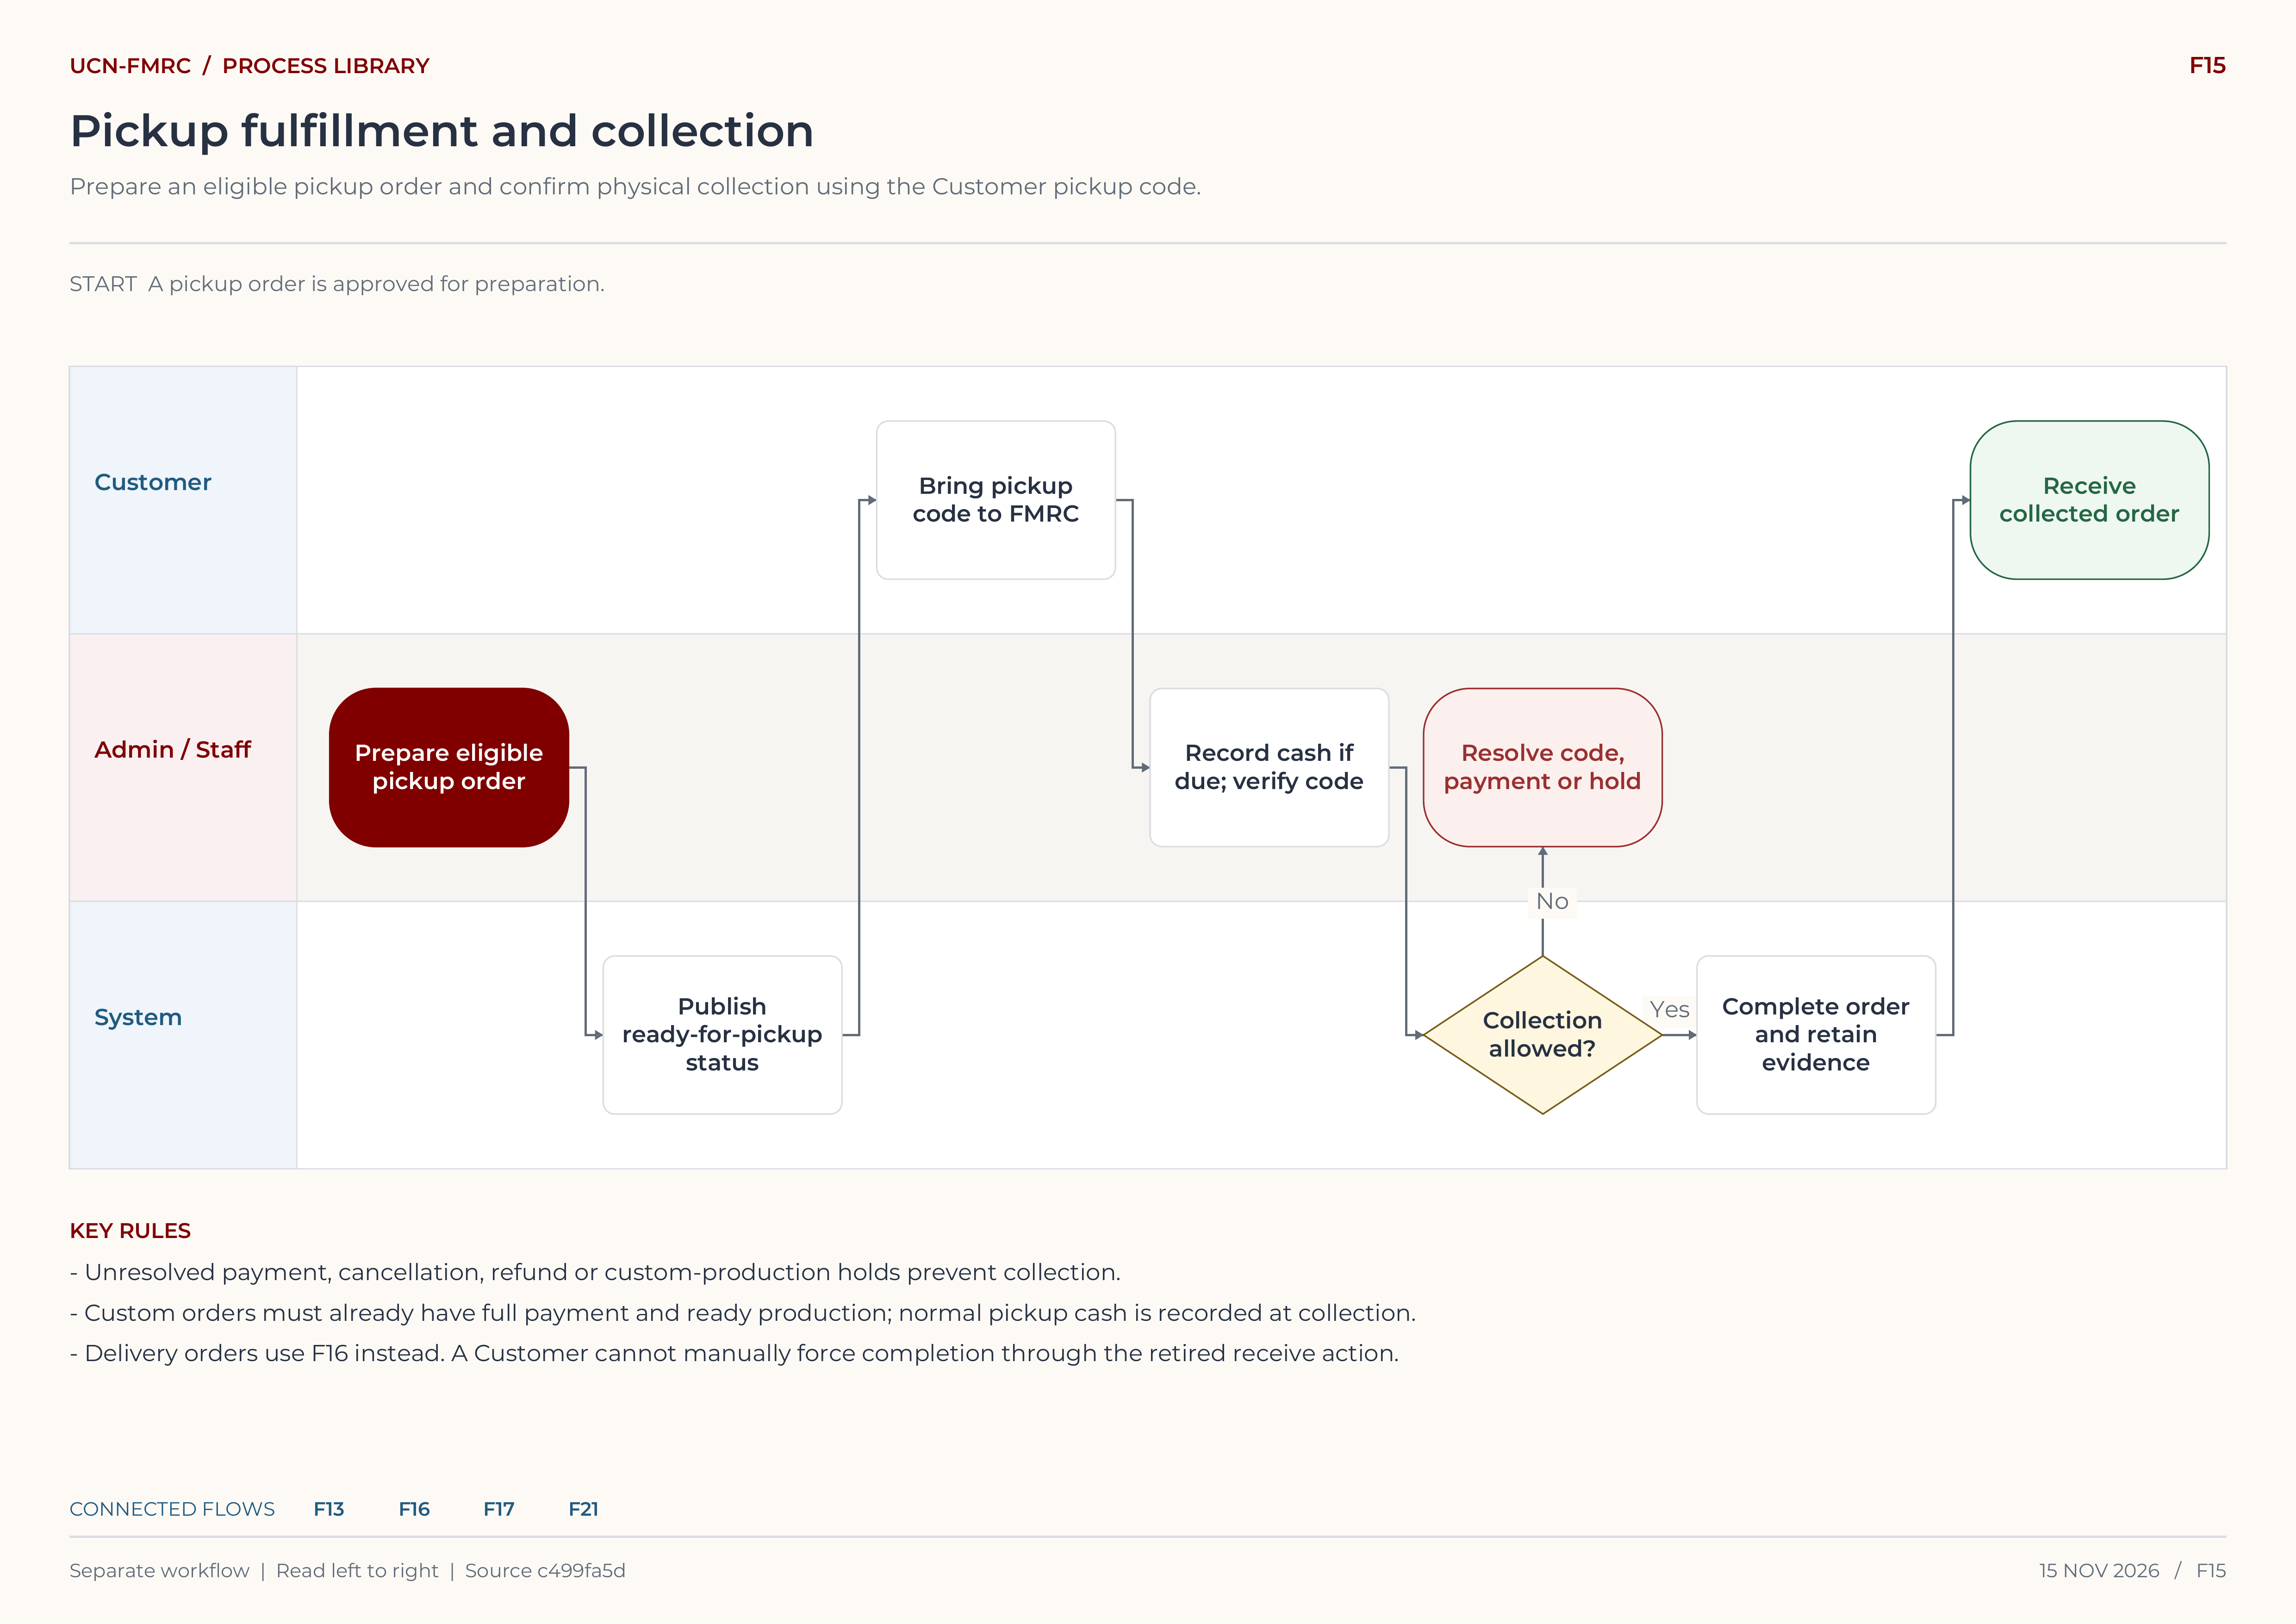 UCN-FMRC / PROCESS LIBRARY
F15
Pickup fulfillment and collection
Prepare an eligible pickup order and confirm physical collection using the Customer pickup code.
START A pickup order is approved for preparation.
Customer
Bring pickup
code to FMRC
Receive
collected order
Admin / Staff
Prepare eligible
pickup order
Record cash if
due; verify code
Resolve code,
payment or hold
No
System
Publish
ready-for-pickup
status
Collection
allowed?
Yes
Complete order
and retain
evidence
KEY RULES
- Unresolved payment, cancellation, refund or custom-production holds prevent collection.
- Custom orders must already have full payment and ready production; normal pickup cash is recorded at collection.
- Delivery orders use F16 instead. A Customer cannot manually force completion through the retired receive action.
CONNECTED FLOWS F13 F16 F17 F21
Separate workflow | Read left to right | Source c499fa5d
15 NOV 2026 / F15